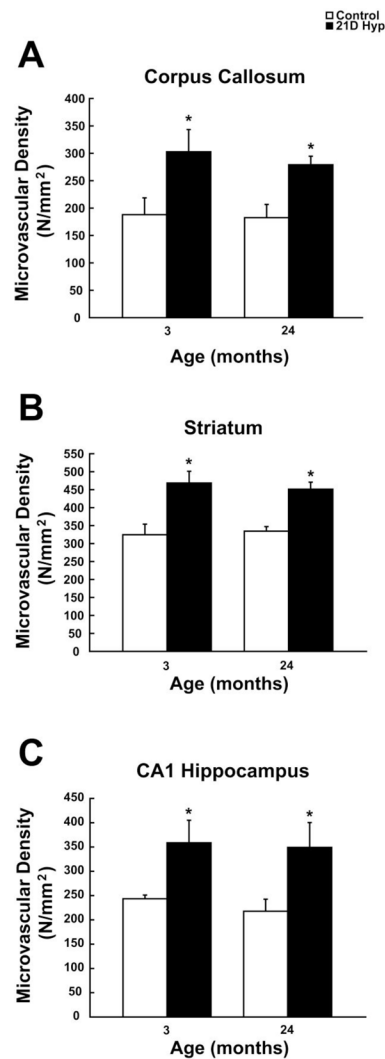 Control
21D Hyp
A
Corpus Callosum
Microvascular Density
(N/mm²)
400
350
300
250
200
150
100
50
0
*
*
3
24
Age (months)
B
Striatum
Microvascular Density
(N/mm²)
550
500
450
400
350
300
250
200
150
100
50
0
*
*
3
24
Age (months)
C
CA1 Hippocampus
Microvascular Density
(N/mm²)
450
400
350
300
250
200
150
100
50
0
*
*
3
24
Age (months)